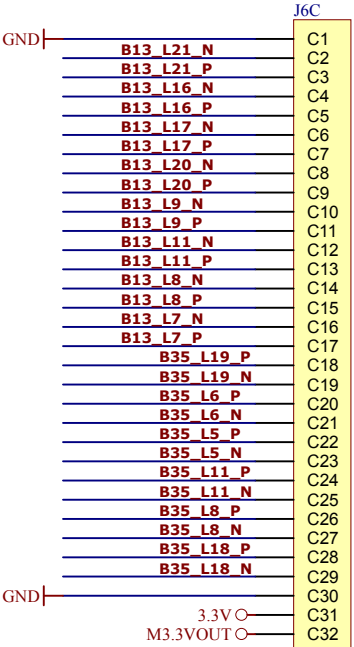 J6C
GND C1
B13_L21_N C2
B13_L21_P C3
B13_L16_N C4
B13_L16_P C5
B13_L17_N C6
B13_L17_P C7
B13_L20_N C8
B13_L20_P C9
B13_L9_N C10
B13_L9_P C11
B13_L11_N C12
B13_L11_P C13
B13_L8_N C14
B13_L8_P C15
B13_L7_N C16
B13_L7_P C17
B35_L19_P C18
B35_L19_N C19
B35_L6_P C20
B35_L6_N C21
B35_L5_P C22
B35_L5_N C23
B35_L11_P C24
B35_L11_N C25
B35_L8_P C26
B35_L8_N C27
B35_L18_P C28
B35_L18_N C29
GND C30
3.3V C31
M3.3VOUT C32